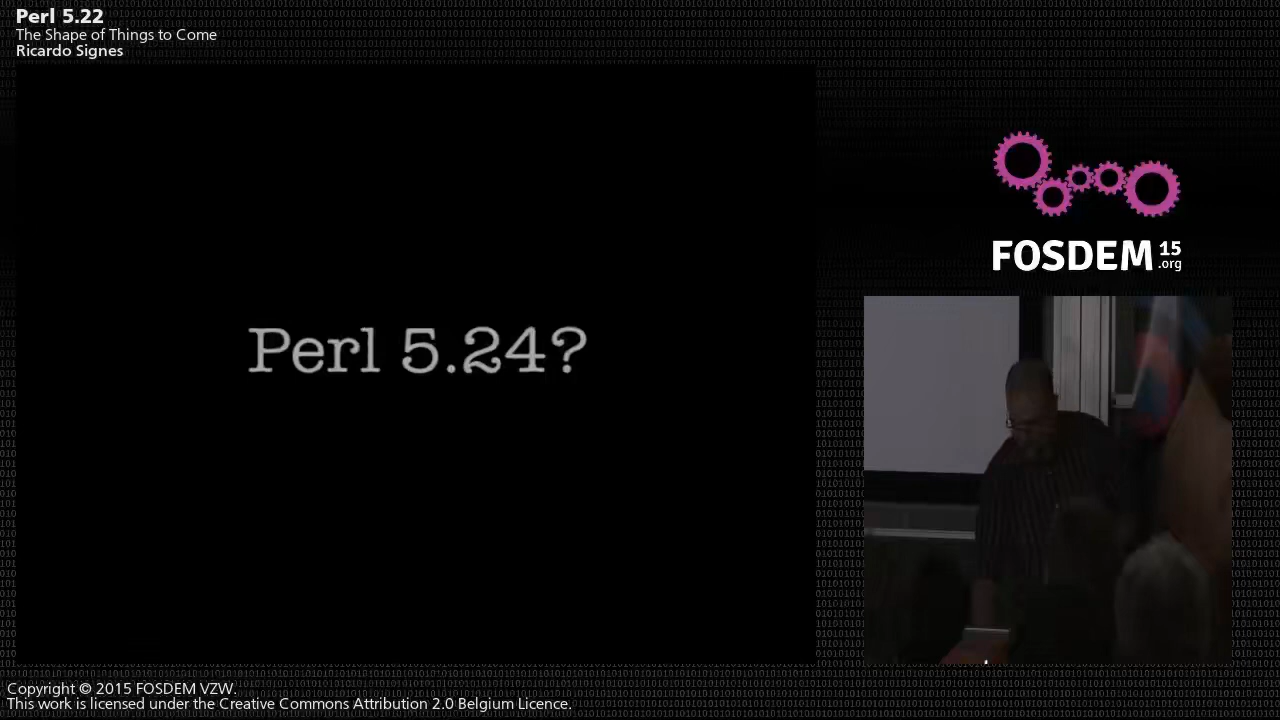 Perl 5.22
The Shape of Things to Come
Ricardo Signes
Perl 5.24?
FOSDEM 15
.org
Copyright © 2015 FOSDEM VZW.
This work is licensed under the Creative Commons Attribution 2.0 Belgium Licence.